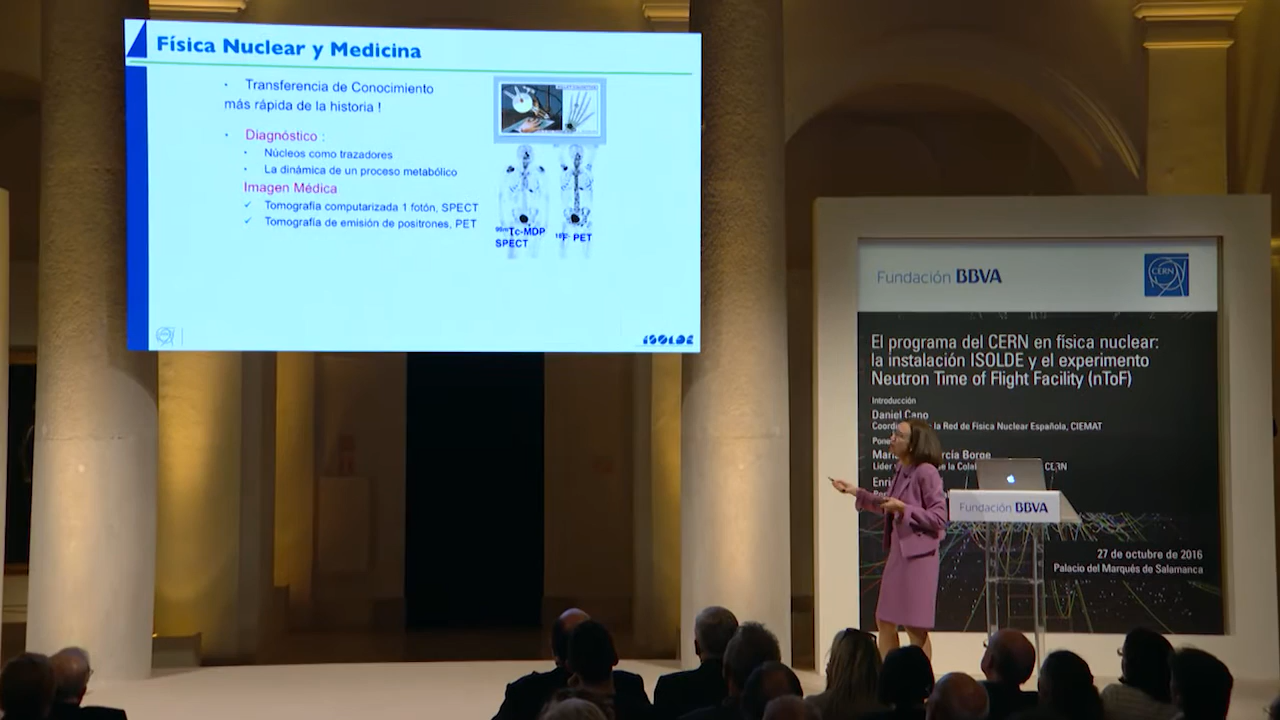 Física Nuclear y Medicina
• Transferencia de Conocimiento
más rápida de la historia !
• Diagnóstico :
• Núcleos como trazadores
• La dinámica de un proceso metabólico
Imagen Médica
✓ Tomografia computarizada 1 fotón, SPECT
✓ Tomografía de emisión de positrones, PET
99mTc-MDP
SPECT
18F- PET
ISOLDE
Fundación BBVA
CERN
El programa del CERN en física nuclear:
la instalación ISOLDE y el experimento
Neutron Time of Flight Facility (nToF)
Introducción
Daniel Cano
la Red de Física Nuclear Española, CIEMAT
García Borge
CERN
Fundación BBVA
27 de octubre de 2016
Palacio del Marqués de Salamanca